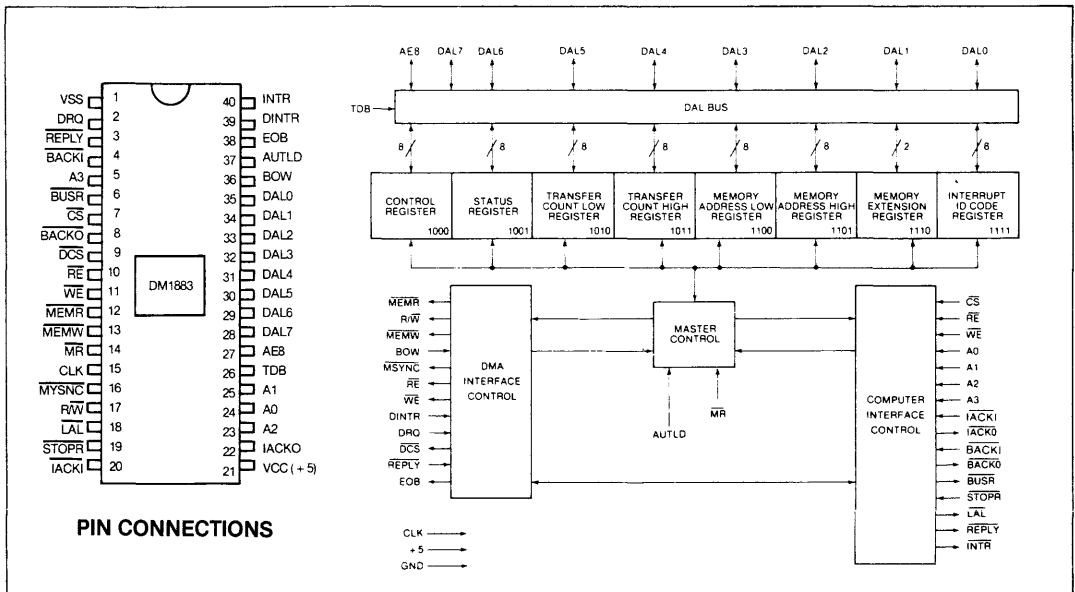 VSS 1 40 INTR
DRQ 2 39 DINTR
REPLY 3 38 EOB
BACKI 4 37 AUTLD
A3 5 36 BOW
BUSR 6 35 DAL0
CS 7 34 DAL1
BACKO 8 33 DAL2
DCS 9 32 DAL3
RE 10 31 DAL4
WE 11 30 DAL5
MEMR 12 29 DAL6
MEMW 13 28 DAL7
MR 14 27 AE8
CLK 15 26 TDB
MYSNC 16 25 A1
R/W 17 24 A0
LAL 18 23 A2
STOPR 19 22 IACKO
IACKI 20 21 VCC (+5)
DM1883
PIN CONNECTIONS
AE8 DAL7 DAL6 DAL5 DAL4 DAL3 DAL2 DAL1 DAL0
TDB
DAL BUS
8 8 8 8 8 8 2 8
CONTROL
REGISTER
1000
STATUS
REGISTER
1001
TRANSFER
COUNT LOW
REGISTER
1010
TRANSFER
COUNT HIGH
REGISTER
1011
MEMORY
ADDRESS LOW
REGISTER
1100
MEMORY
ADDRESS HIGH
REGISTER
1101
MEMORY
EXTENSION
REGISTER
1110
INTERRUPT
ID CODE
REGISTER
1111
MEMR
R/W
MEMW
BOW
MSYNC
RE
WE
DINTR
DRQ
DCS
REPLY
EOB
DMA
INTERFACE
CONTROL
MASTER
CONTROL
AUTLD
MR
COMPUTER
INTERFACE
CONTROL
CS
RE
WE
A0
A1
A2
A3
IACKI
IACK0
BACKI
BACK0
BUSR
STOPR
LAL
REPLY
INTR
CLK
+5
GND